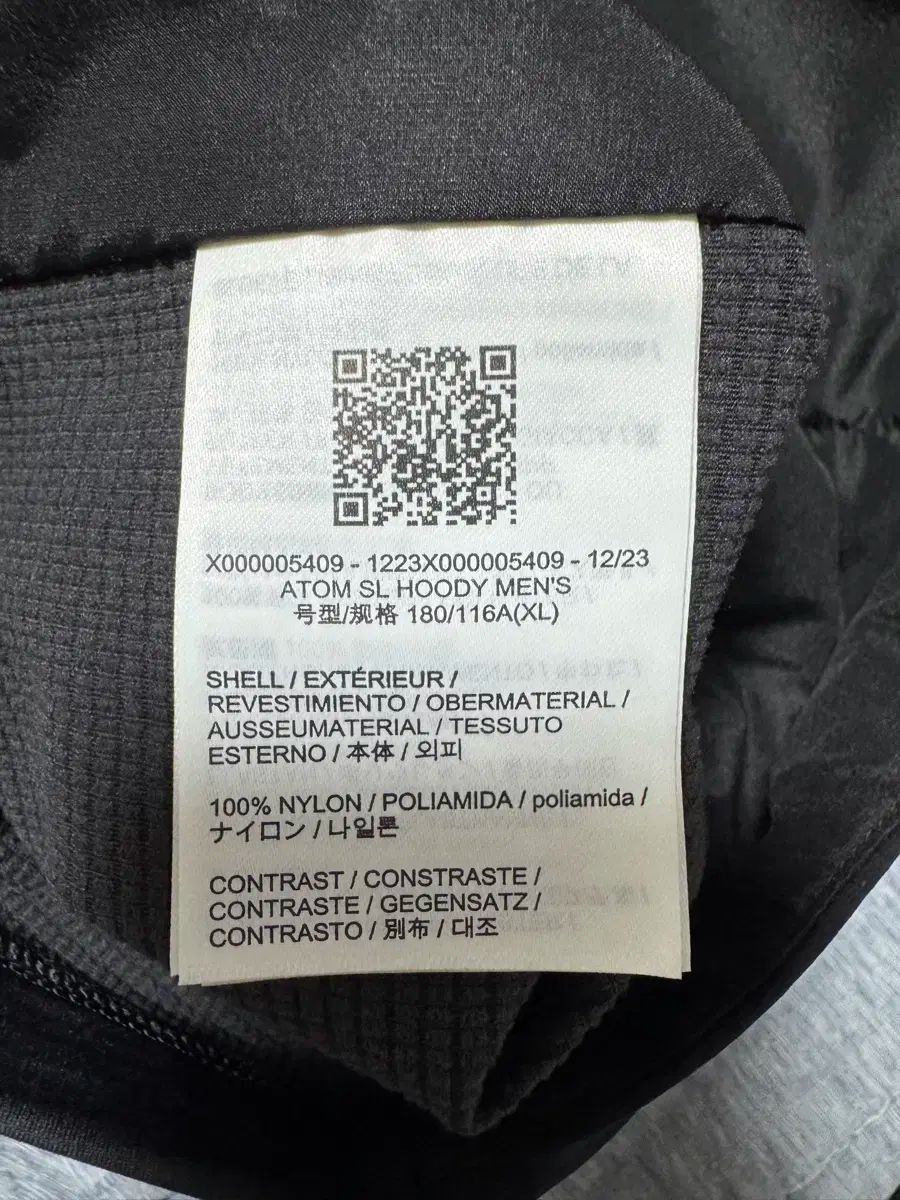 X000005409 - 1223X000005409 - 12/23
ATOM SL HOODY MEN'S
号型/规格 180/116A(XL)
SHELL / EXTÉRIEUR /
REVESTIMIENTO / OBERMATERIAL /
AUSSEUMATERIAL / TESSUTO
ESTERNO / 本体 / 외피
100% NYLON / POLIAMIDA / poliamida /
ナイロン / 나일론
CONTRAST / CONSTRASTE /
CONTRASTE / GEGENSATZ /
CONTRASTO / 別布 / 대조